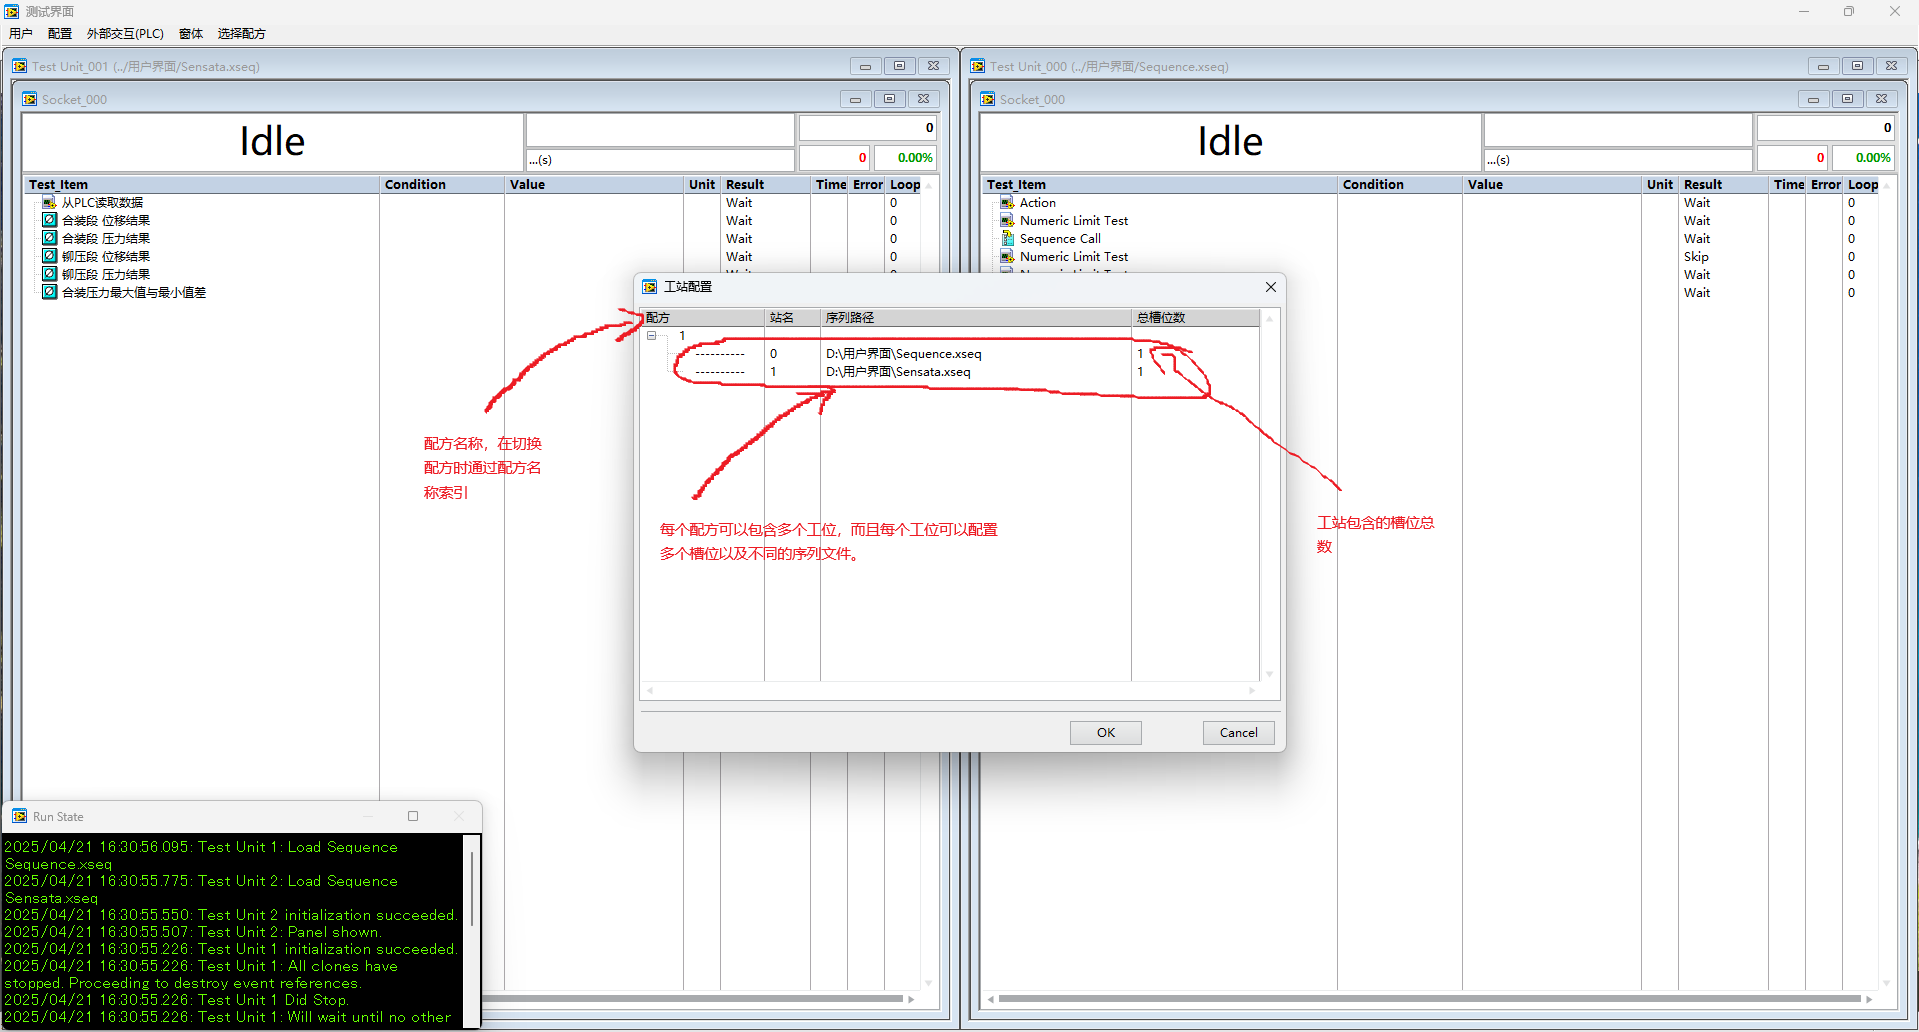 测试界面
用户 配置 外部交互(PLC) 窗体 选择配方
Test Unit_001 (../用户界面/Sensata.xseq)
Socket_000
Idle
0
...(s)
0 0.00%
Test_Item Condition Value Unit Result Time Error Loop
从PLC读取数据 Wait 0
合装段 位移结果 Wait 0
合装段 压力结果 Wait 0
铆压段 位移结果 Wait 0
铆压段 压力结果
合装压力最大值与最小值差
Test Unit_000 (../用户界面/Sequence.xseq)
Socket_000
Idle
0
...(s)
0 0.00%
Test_Item Condition Value Unit Result Time Error Loop
Action Wait 0
Numeric Limit Test Wait 0
Sequence Call Wait 0
Numeric Limit Test Skip 0
Wait 0
Wait 0
工站配置
配方 站名 序列路径 总槽位数
1
---------- 0 D:\用户界面\Sequence.xseq 1
---------- 1 D:\用户界面\Sensata.xseq 1
配方名称，在切换
配方时通过配方名
称索引
每个配方可以包含多个工位，而且每个工位可以配置
多个槽位以及不同的序列文件。
工站包含的槽位总
数
OK Cancel
Run State
2025/04/21 16:30:56.095: Test Unit 1: Load Sequence
Sequence.xseq
2025/04/21 16:30:55.775: Test Unit 2: Load Sequence
Sensata.xseq
2025/04/21 16:30:55.550: Test Unit 2 initialization succeeded.
2025/04/21 16:30:55.507: Test Unit 2: Panel shown.
2025/04/21 16:30:55.226: Test Unit 1 initialization succeeded.
2025/04/21 16:30:55.226: Test Unit 1: All clones have
stopped. Proceeding to destroy event references.
2025/04/21 16:30:55.226: Test Unit 1 Did Stop.
2025/04/21 16:30:55.226: Test Unit 1: Will wait until no other